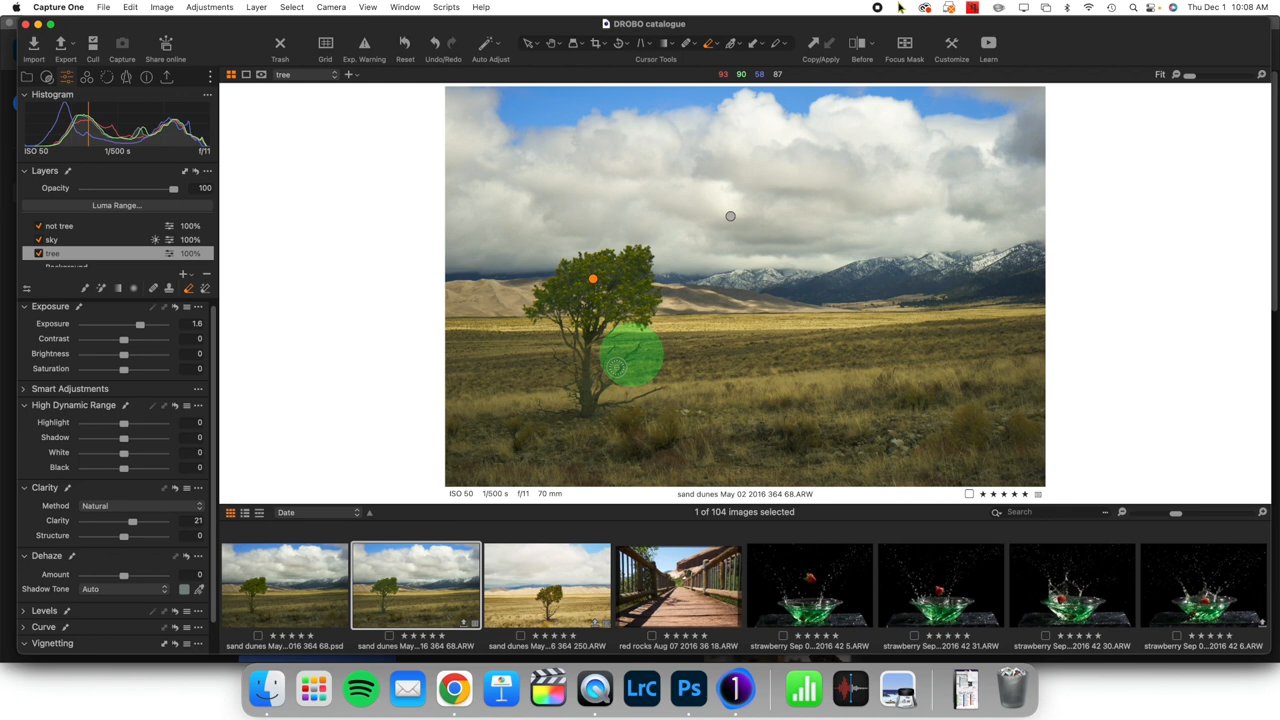 Capture One File Edit Image Adjustments Layer Select Camera View Window Scripts Help Thu Dec 1 10:08 AM
DROBO catalogue
Import Export Cull Capture Share online Trash Grid Exp. Warning Reset Undo/Redo Auto Adjust Cursor Tools Copy/Apply Before Focus Mask Customize Learn
tree 93 90 58 87 Fit
Histogram
ISO 50 1/500 s f/11
Layers
Opacity 100
Luma Range...
not tree 100%
sky 100%
tree 100%
Exposure
Exposure 1.6
Contrast 0
Brightness 0
Saturation 0
Smart Adjustments
High Dynamic Range
Highlight 0
Shadow 0
White 0
Black 0
Clarity
Method Natural
Clarity 21
Structure 0
Dehaze
Amount 0
Shadow Tone Auto
Levels
Curve
Vignetting
ISO 50 1/500 s f/11 70 mm sand dunes May 02 2016 364 68.ARW
Date 1 of 104 images selected Search
sand dunes May...016 364 68.psd
sand dunes May...16 364 68.ARW
sand dunes May...6 364 250.ARW
red rocks Aug 07 2016 36 18.ARW
strawberry Sep 0...2016 42 5.ARW
strawberry Sep...2016 42 31.ARW
strawberry Sep...2016 42 30.ARW
strawberry Sep 0...2016 42 6.ARW
LrC Ps 1